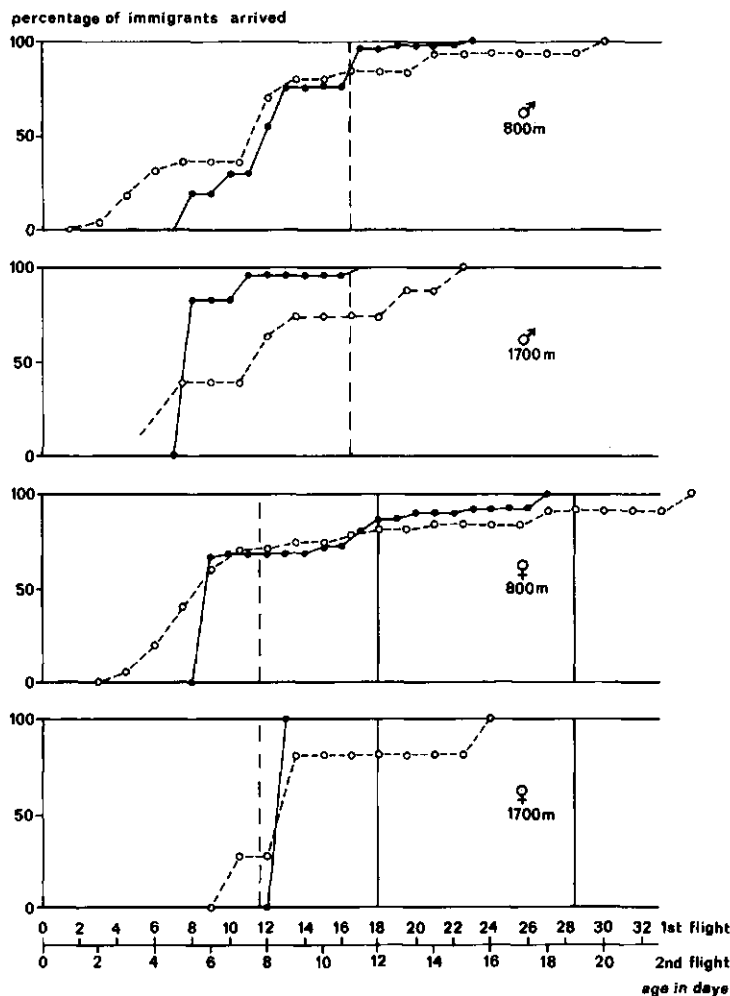 percentage of immigrants arrived
100
50
0
♂
800m
100
50
0
♂
1700m
100
50
0
♀
800m
100
50
0
♀
1700m
0 2 4 6 8 10 12 14 16 18 20 22 24 26 28 30 32 1st flight
0 2 4 6 8 10 12 14 16 18 20 2nd flight
age in days